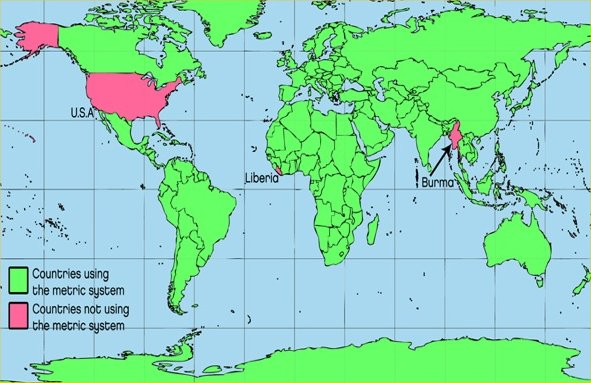 U.S.A
Liberia
Burma
Countries using
the metric system
Countries not using
the metric system